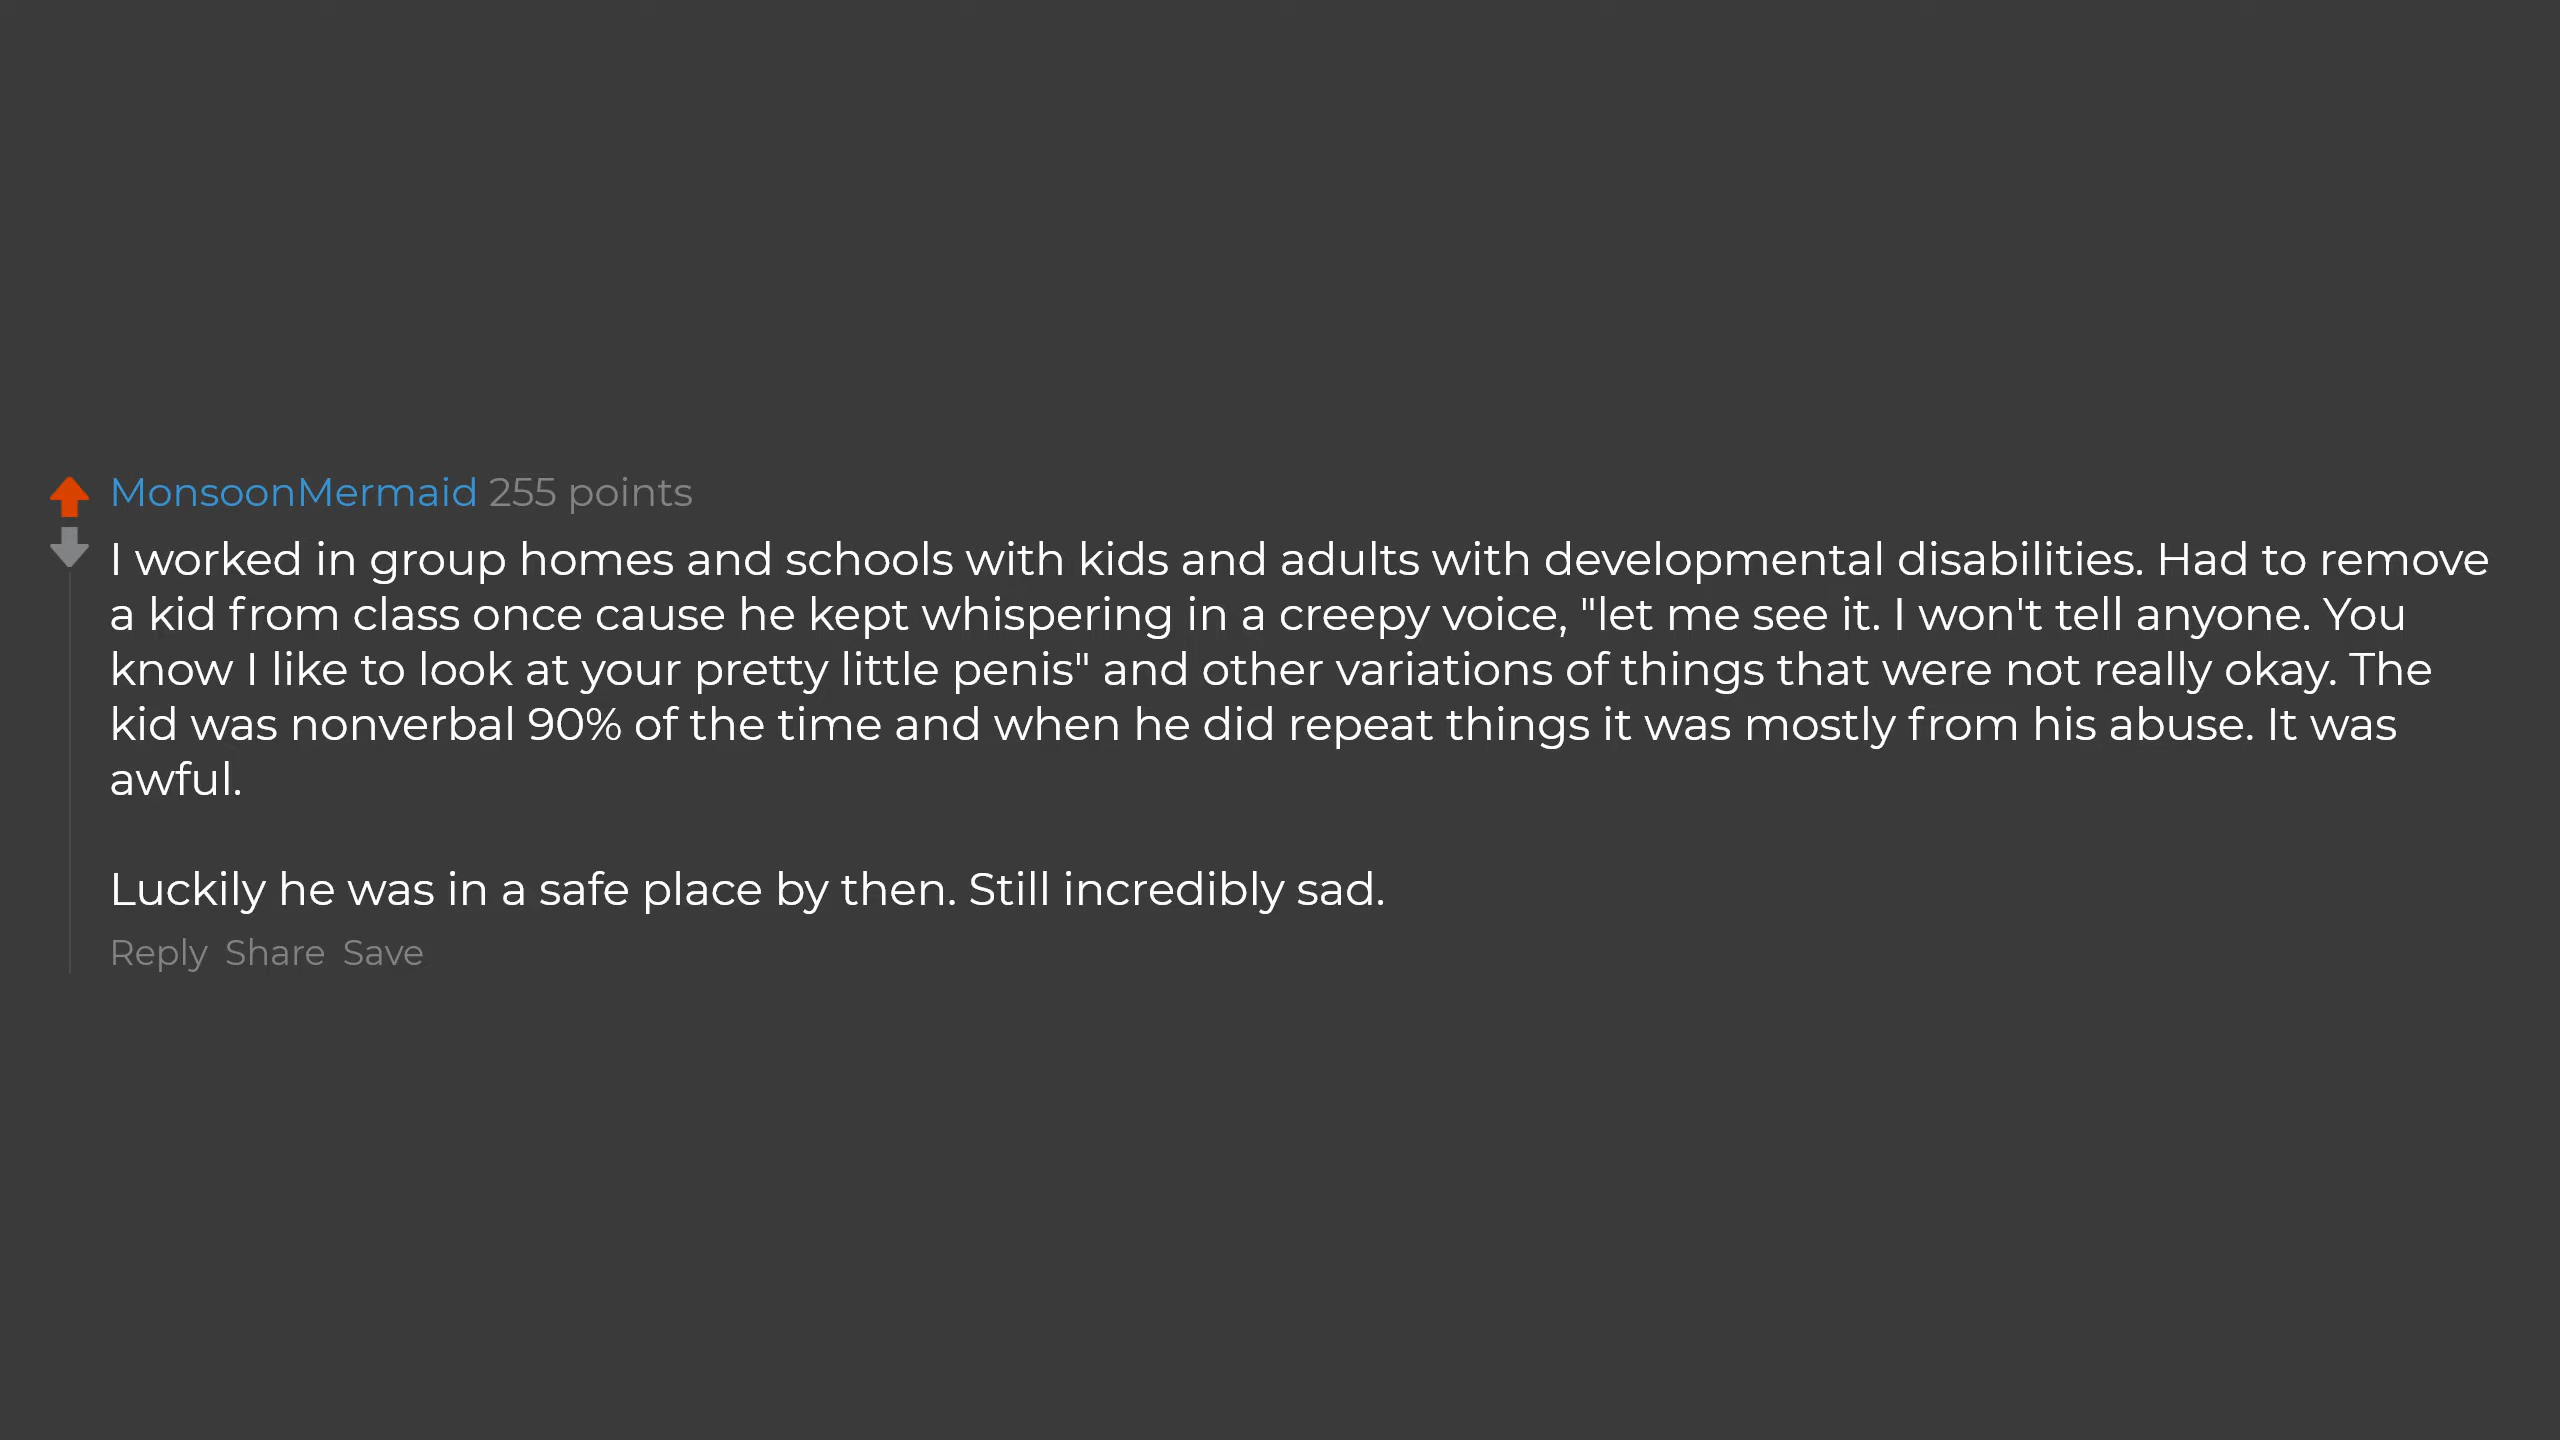 MonsoonMermaid 255 points
I worked in group homes and schools with kids and adults with developmental disabilities. Had to remove
a kid from class once cause he kept whispering in a creepy voice, "let me see it. I won't tell anyone. You
know I like to look at your pretty little penis" and other variations of things that were not really okay. The
kid was nonverbal 90% of the time and when he did repeat things it was mostly from his abuse. It was
awful.
Luckily he was in a safe place by then. Still incredibly sad.
Reply Share Save